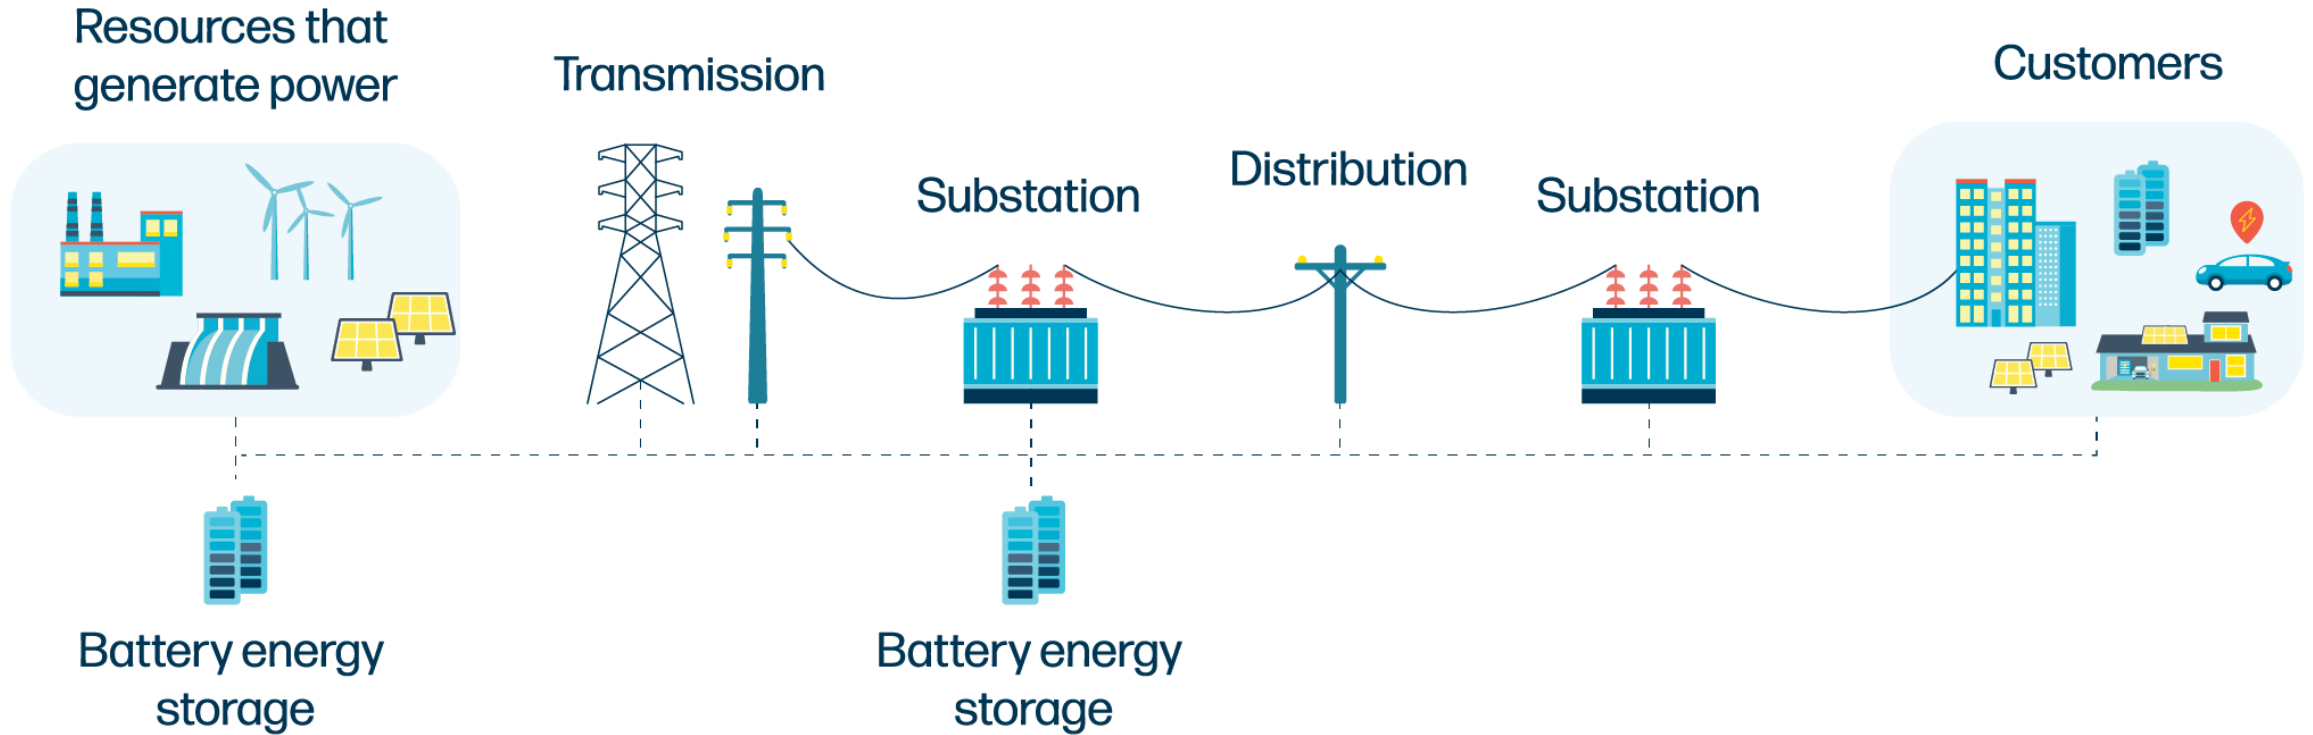 Resources that
generate power
Transmission
Substation
Distribution
Substation
Customers
Battery energy
storage
Battery energy
storage